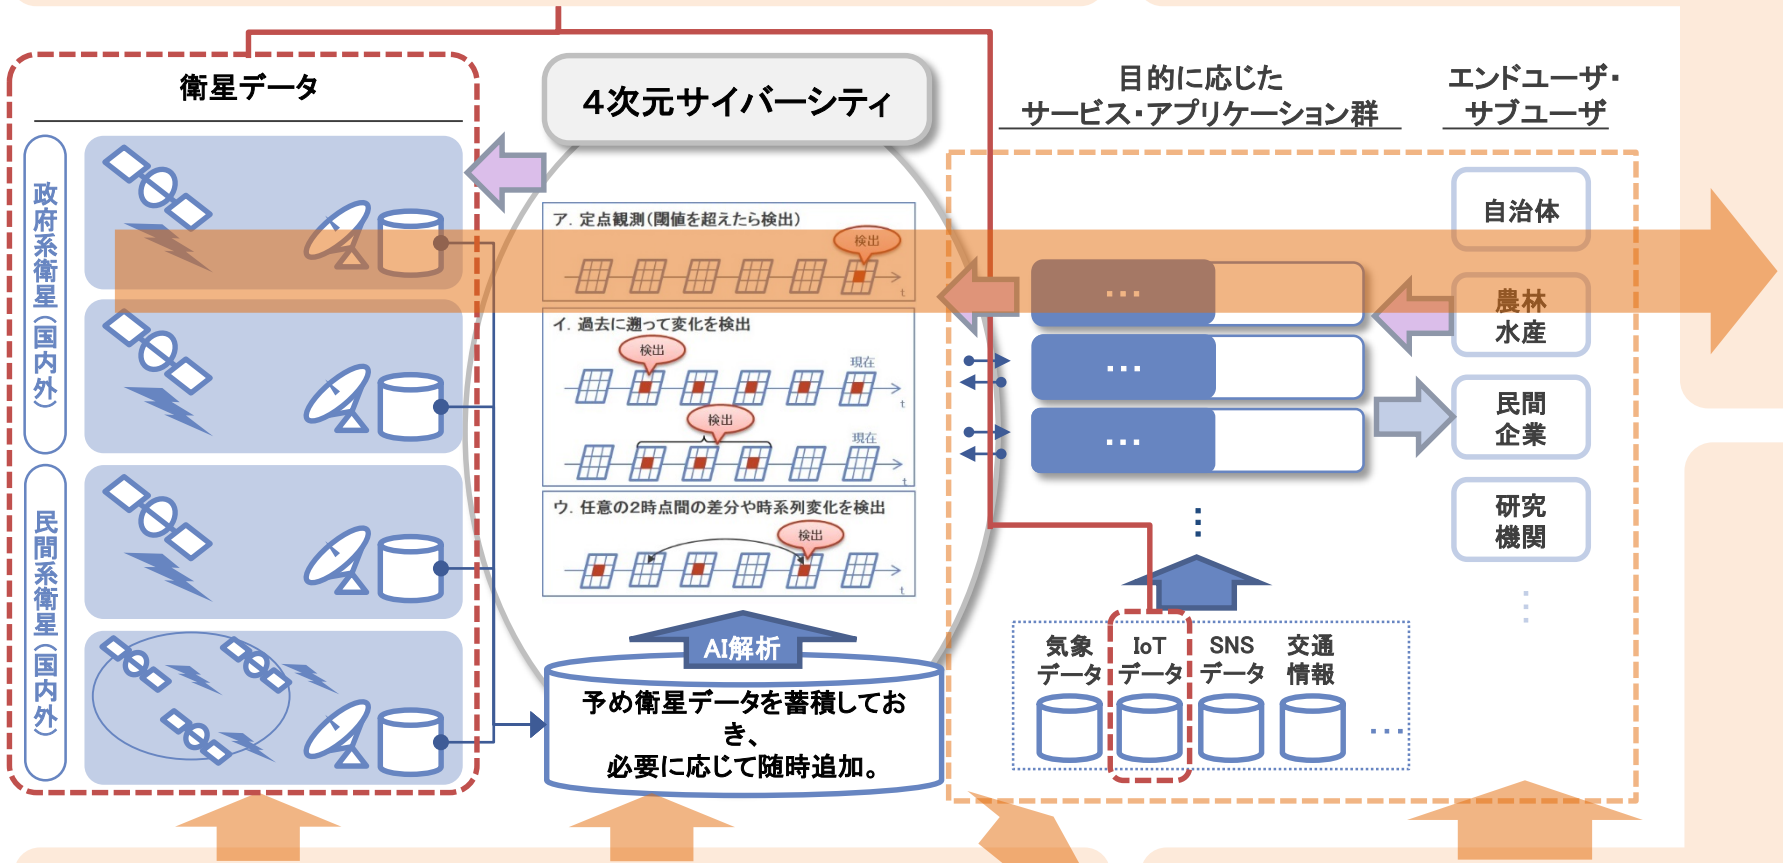 衛星データ
政府系衛星(国内外)
民間系衛星(国内外)
4次元サイバーシティ
ア. 定点観測(閾値を超えたら検出)
検出
t
イ. 過去に遡って変化を検出
検出
現在
t
検出
現在
t
ウ. 任意の2時点間の差分や時系列変化を検出
検出
t
AI解析
予め衛星データを蓄積してお
き、
必要に応じて随時追加。
目的に応じた
サービス・アプリケーション群
…
…
…
⋮
気象
データ
IoT
データ
SNS
データ
交通
情報
…
エンドユーザ・
サブユーザ
自治体
農林
水産
民間
企業
研究
機関
⋮